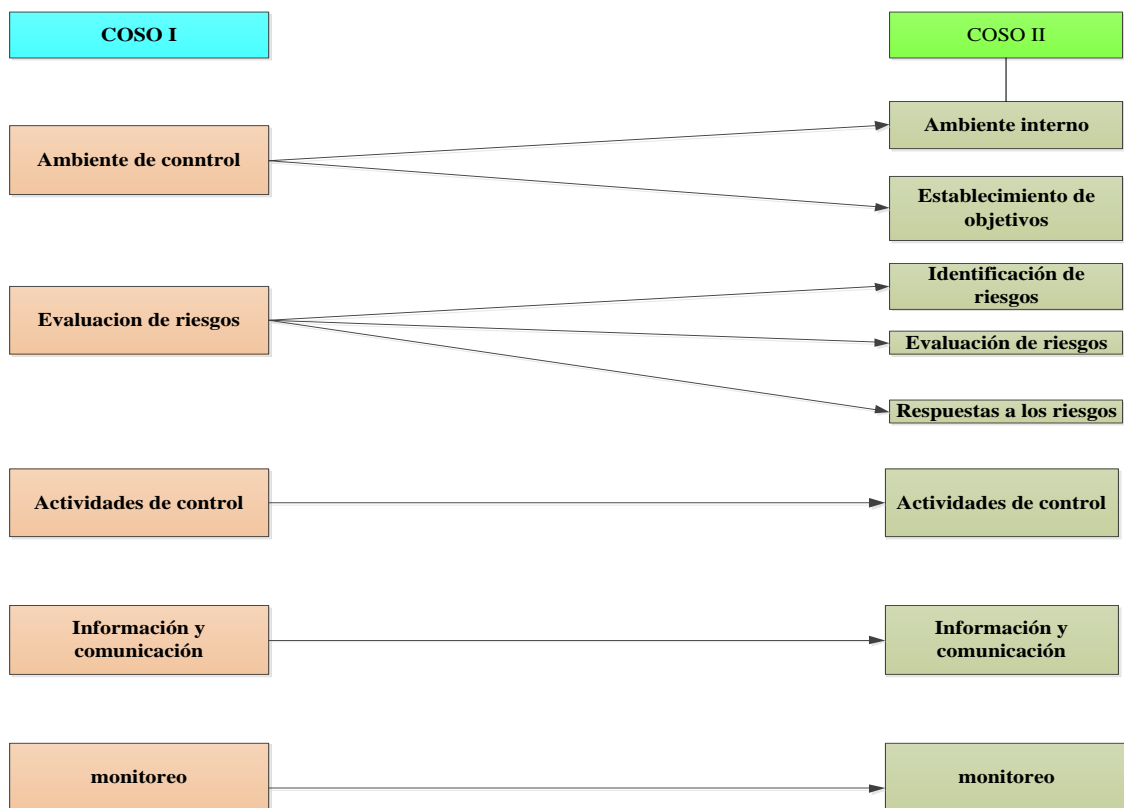 COSO I
COSO II
Ambiente de conntrol
Ambiente interno
Establecimiento de
objetivos
Evaluacion de riesgos
Identificación de
riesgos
Evaluación de riesgos
Respuestas a los riesgos
Actividades de control
Actividades de control
Información y
comunicación
Información y
comunicación
monitoreo
monitoreo